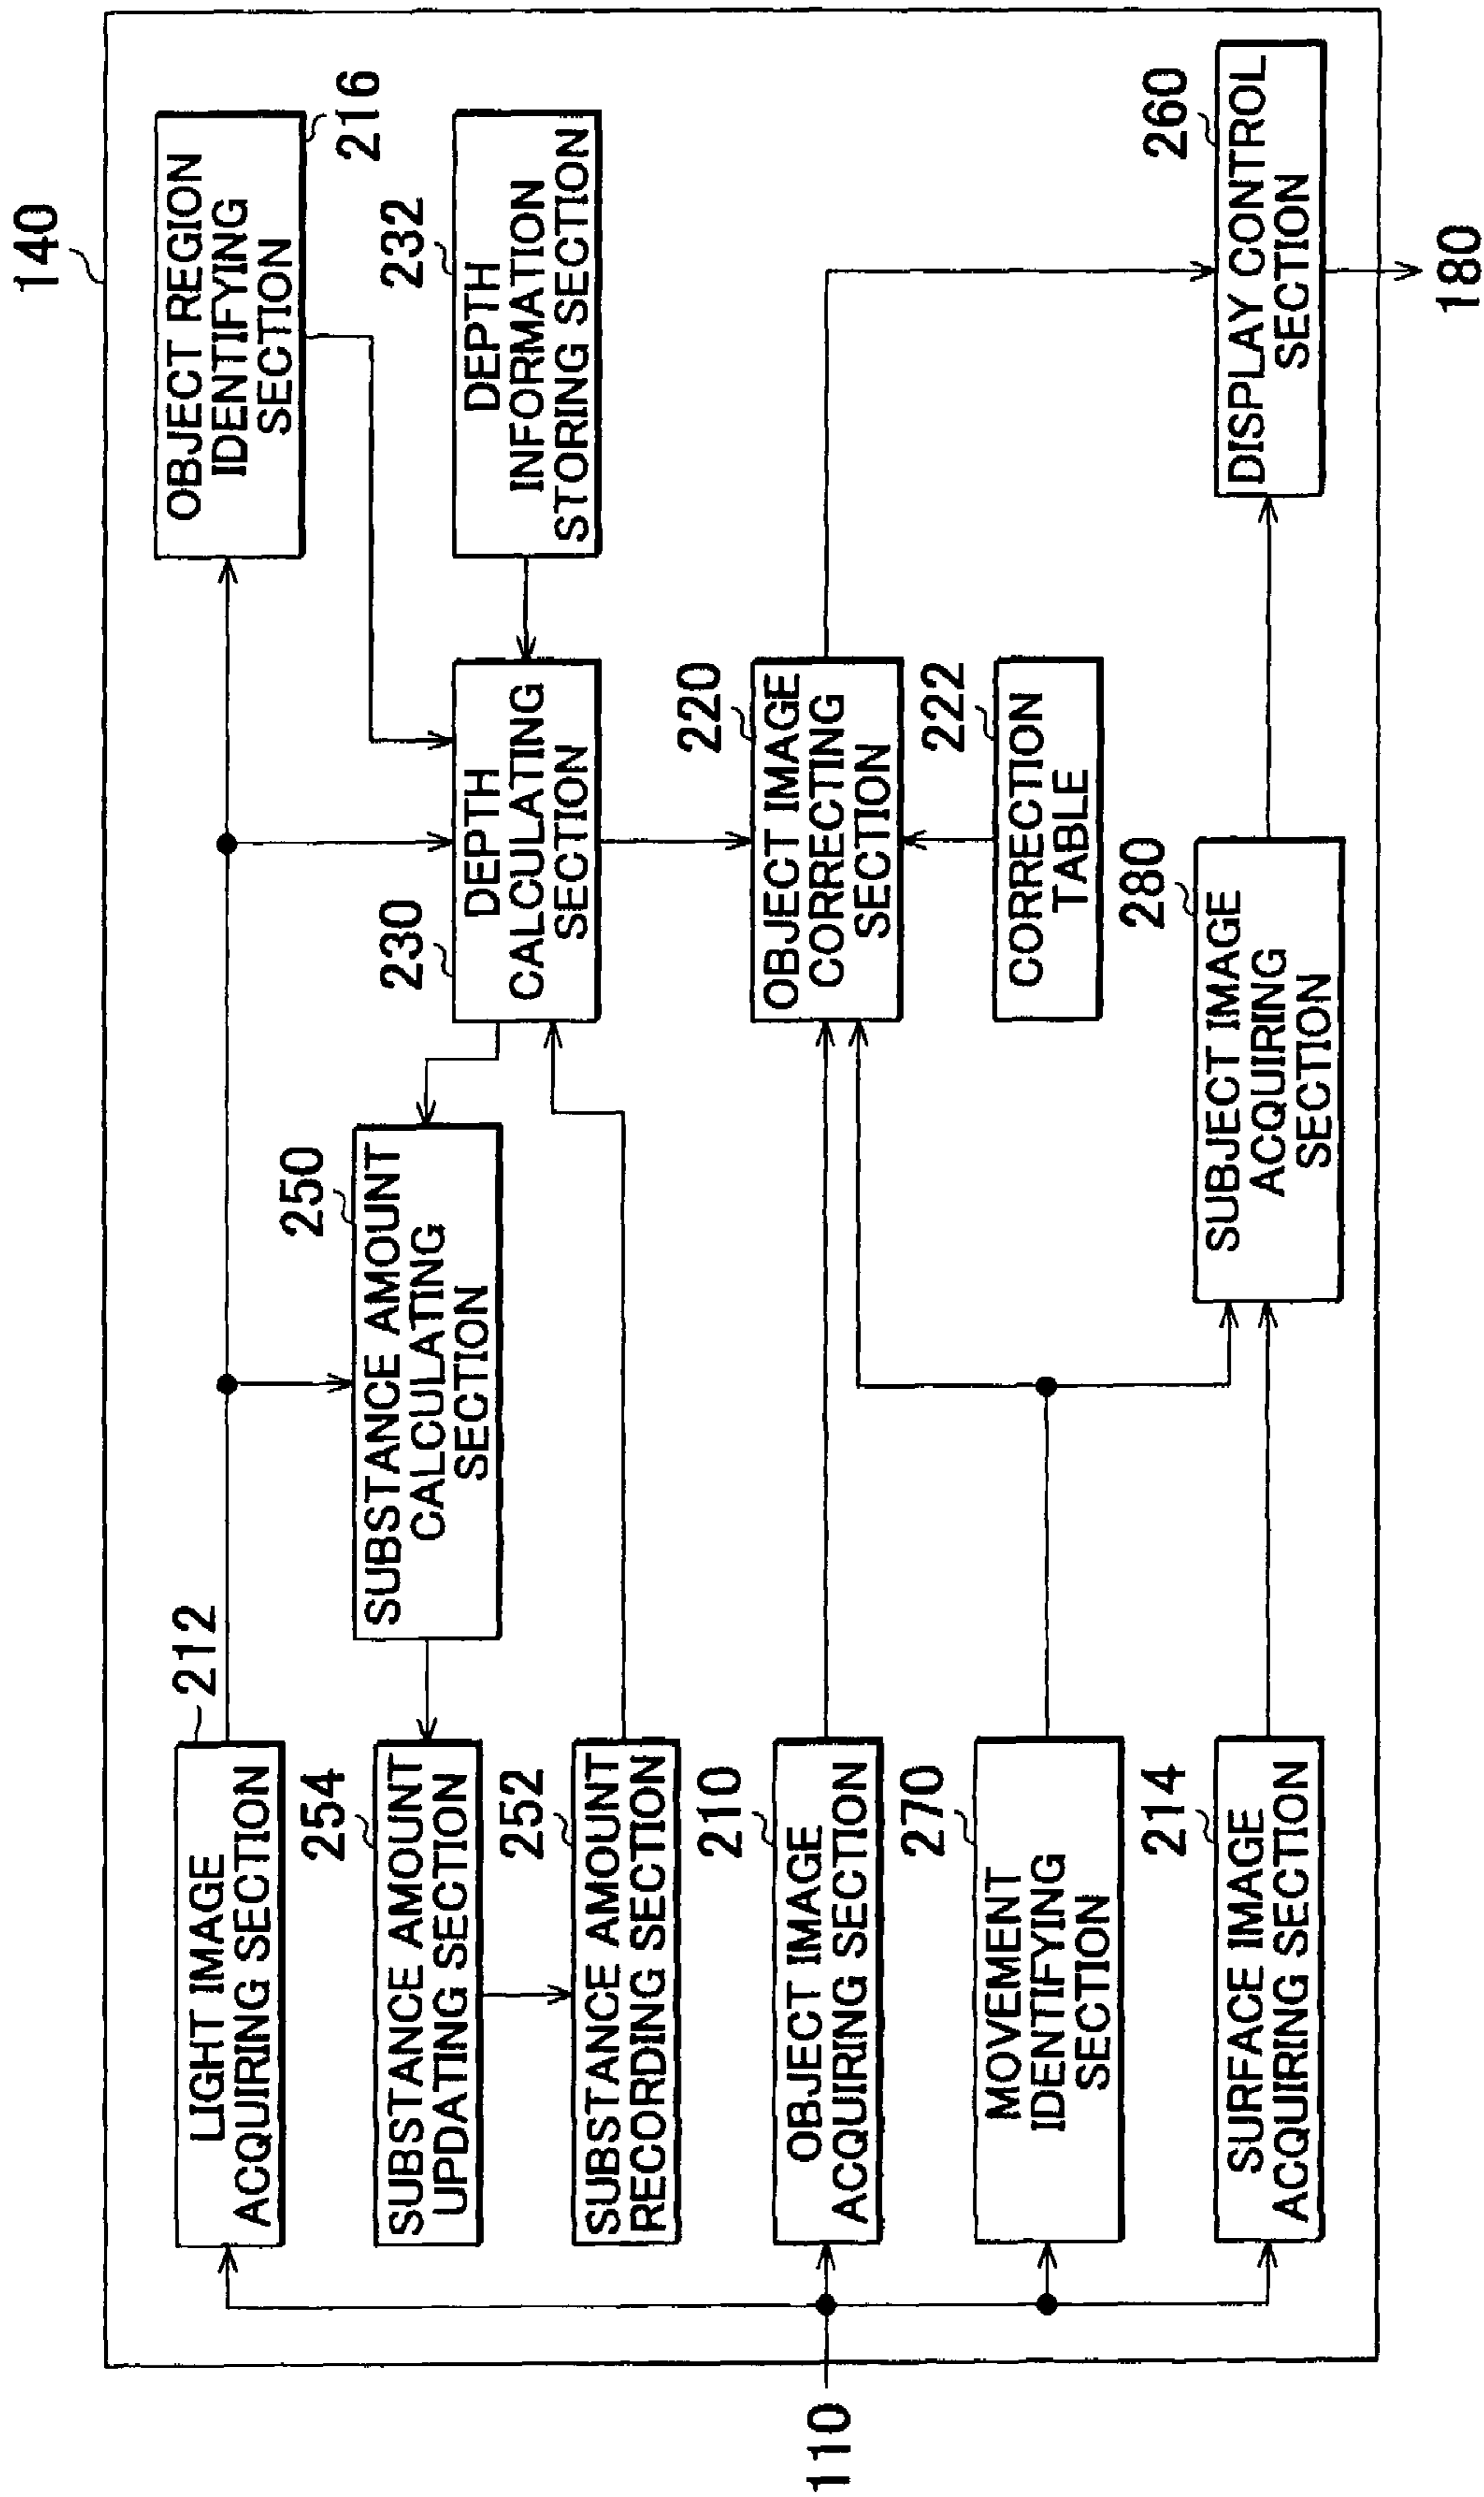 140
LIGHT IMAGE
ACQUIRING SECTION
212
OBJECT REGION
IDENTIFYING
SECTION
216
254
SUBSTANCE AMOUNT
UPDATING SECTION
250
SUBSTANCE AMOUNT
CALCULATING
SECTION
230
DEPTH
CALCULATING
SECTION
232
DEPTH
INFORMATION
STORING SECTION
252
SUBSTANCE AMOUNT
RECORDING SECTION
210
OBJECT IMAGE
ACQUIRING SECTION
220
OBJECT IMAGE
CORRECTING
SECTION
110
270
MOVEMENT
IDENTIFYING
SECTION
222
CORRECTION
TABLE
214
SURFACE IMAGE
ACQUIRING SECTION
280
SUBJECT IMAGE
ACQUIRING
SECTION
260
DISPLAY CONTROL
SECTION
180